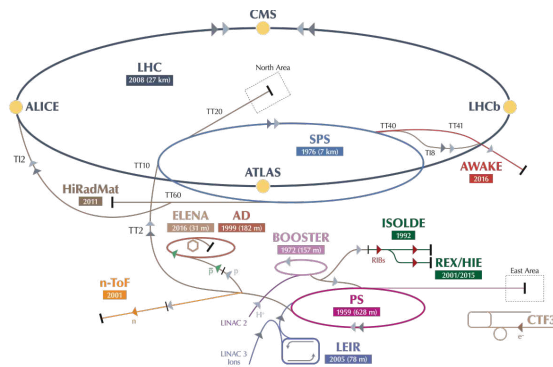 CMS
LHC
2008 (27 km)
North Area
ALICE
LHCb
TT20
TT40
TT41
SPS
1976 (7 km)
TI8
TI2
TT10
ATLAS
AWAKE
2016
HiRadMat
2011
TT60
ELENA
2016 (31 m)
AD
1999 (182 m)
TT2
BOOSTER
1972 (157 m)
ISOLDE
1992
p
p
RIBs
REX/HIE
2001/2015
n-ToF
2001
n
East Area
PS
1959 (628 m)
H+
LINAC 2
CTF3
e-
LINAC 3
Ions
LEIR
2005 (78 m)